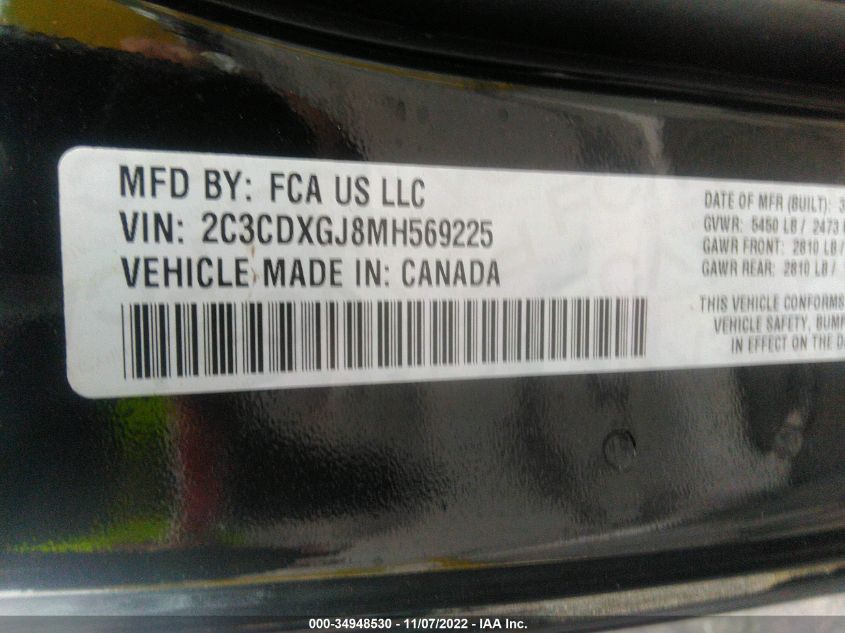 MFD BY: FCA US LLC
VIN: 2C3CDXGJ8MH569225
VEHICLE MADE IN: CANADA
DATE OF MFR (BUILT): 3
GVWR: 5450 LB / 2473
GAWR FRONT: 2810 LB /
GAWR REAR: 2810 LB /
THIS VEHICLE CONFORMS
VEHICLE SAFETY, BUMP
IN EFFECT ON THE D
000-34948530 - 11/07/2022 - IAA Inc.